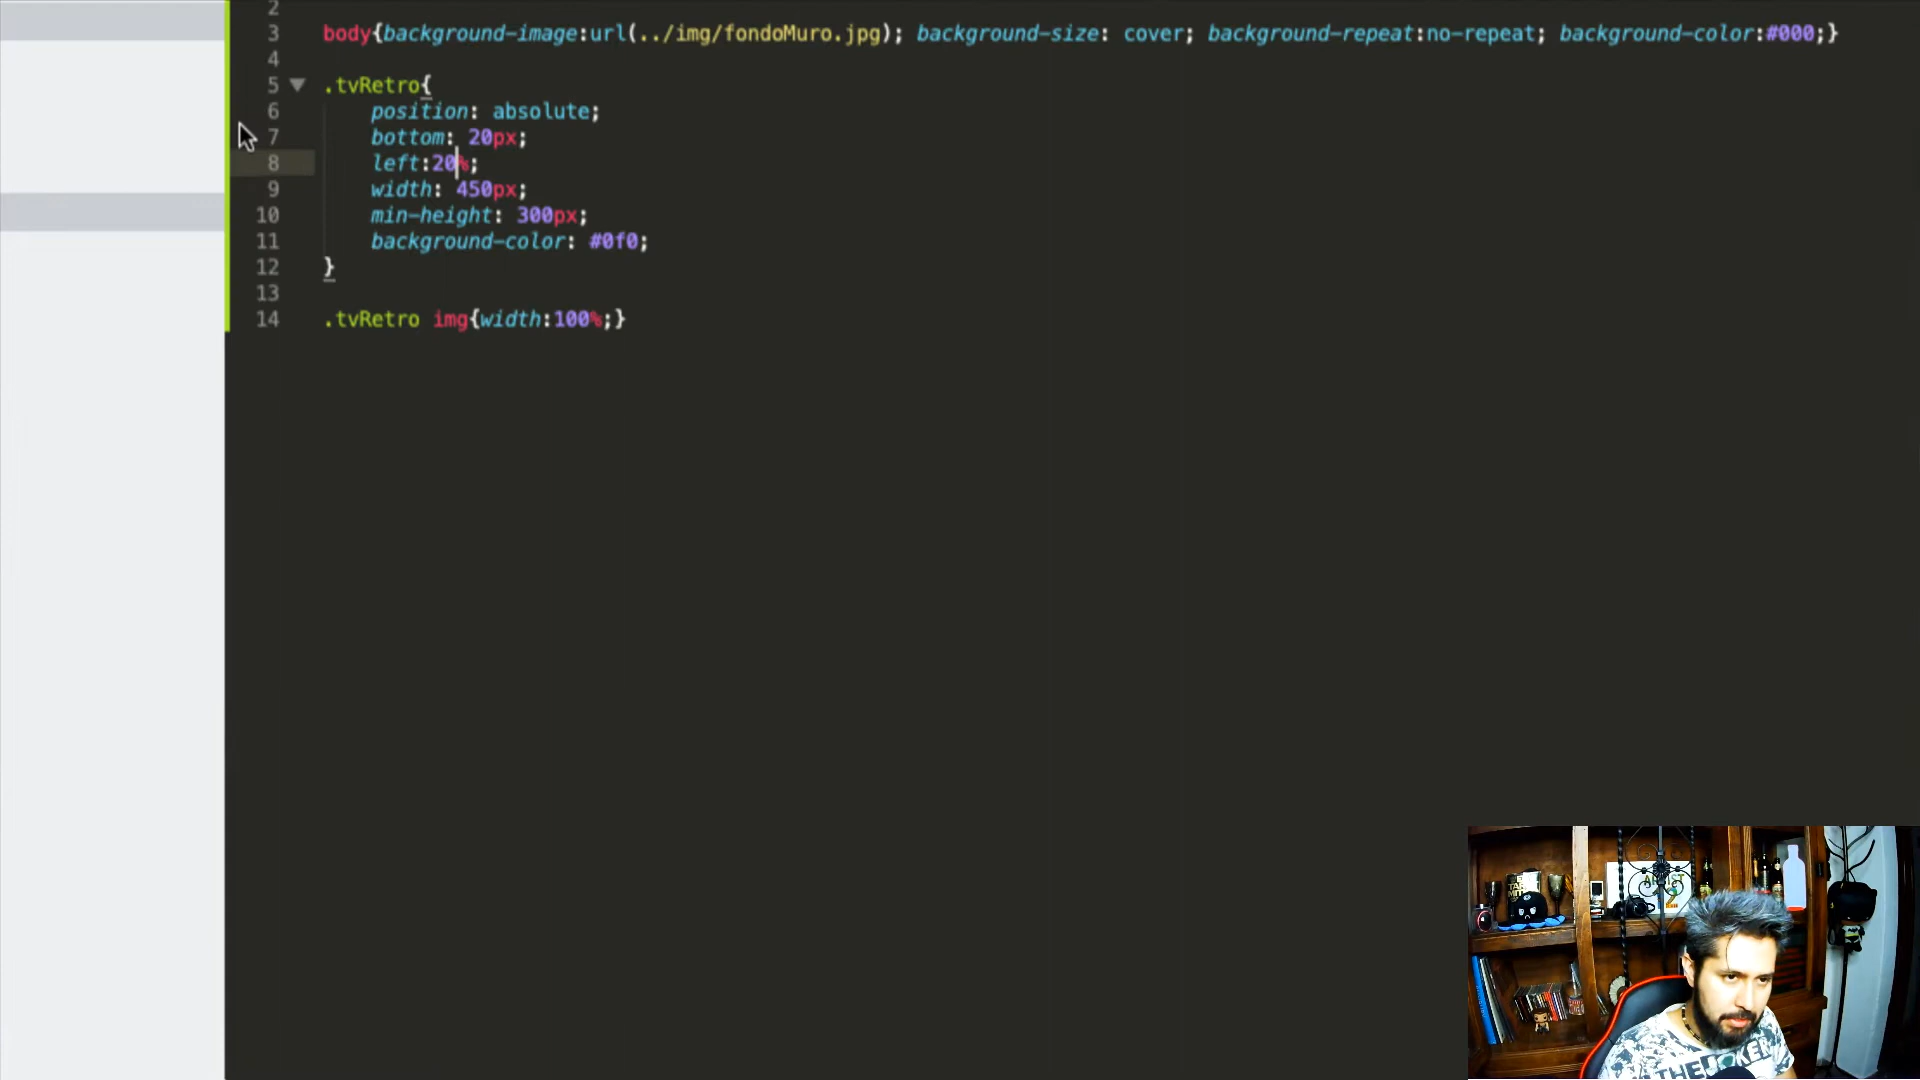 2
3 body{background-image:url(../img/fondoMuro.jpg); background-size: cover; background-repeat:no-repeat; background-color:#000;}
4
5 .tvRetro{
6 position: absolute;
7 bottom: 20px;
8 left:20%;
9 width: 450px;
10 min-height: 300px;
11 background-color: #0f0;
12 }
13
14 .tvRetro img{width:100%;}
THE JOKER